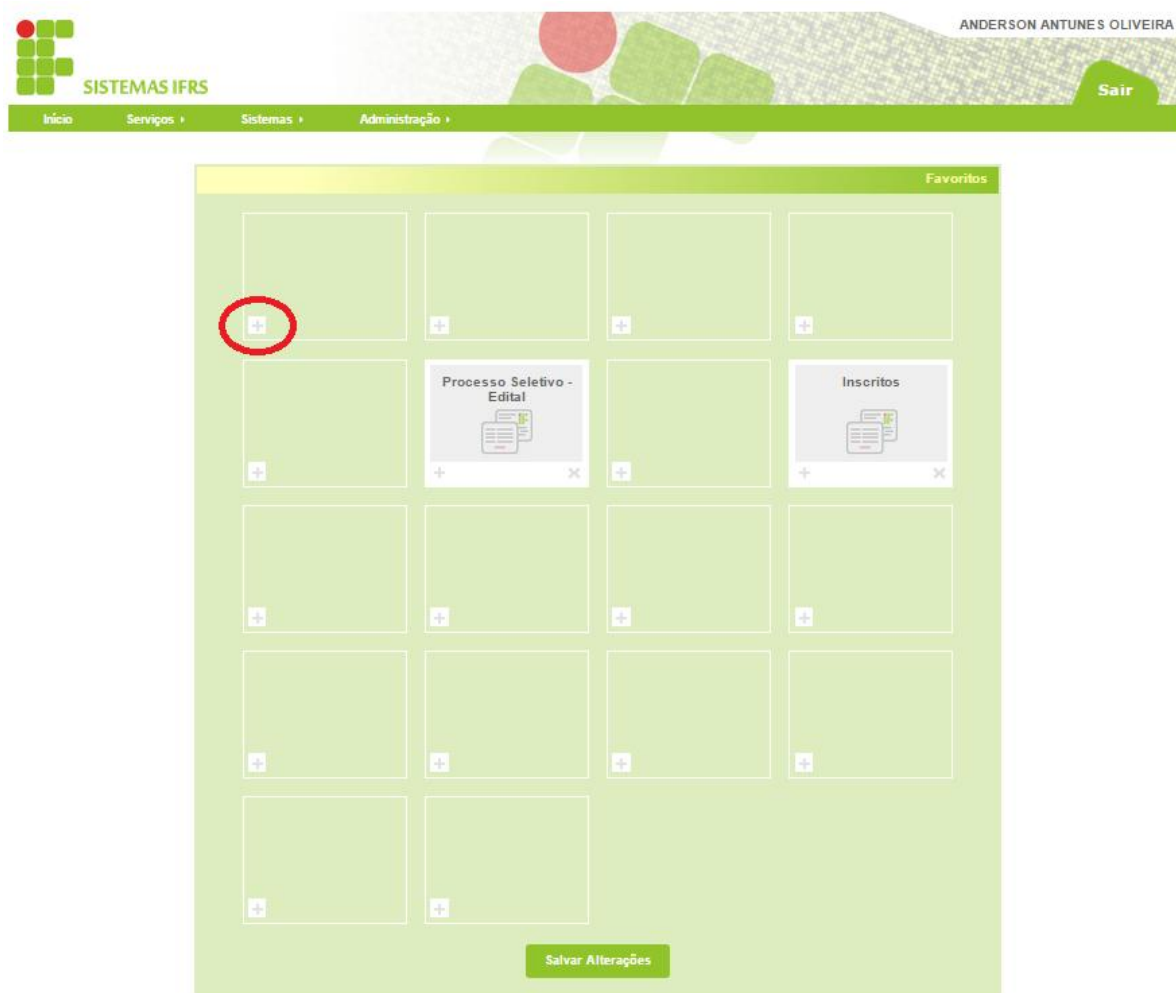 ANDERSON ANTUNES OLIVEIRA
SISTEMAS IFRS
Sair
Início Serviços Sistemas Administração
Favoritos
Processo Seletivo -
Edital
Inscritos
Salvar Alterações